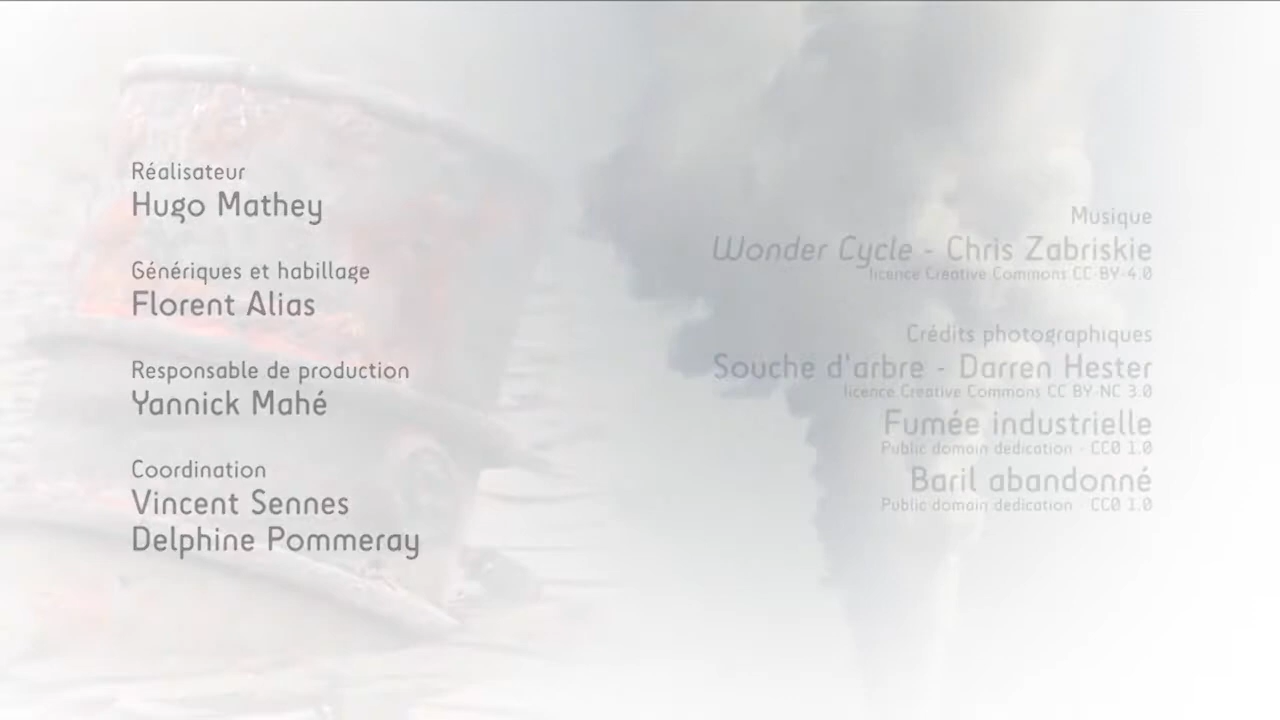 Réalisateur
Hugo Mathey
Génériques et habillage
Florent Alias
Responsable de production
Yannick Mahé
Coordination
Vincent Sennes
Delphine Pommeray
Musique
Wonder Cycle - Chris Zabriskie
licence Creative Commons CC-BY-4.0
Crédits photographiques
Souche d'arbre - Darren Hester
licence Creative Commons CC BY-NC 3.0
Fumée industrielle
Public domain dedication - CC0 1.0
Baril abandonné
Public domain dedication - CC0 1.0